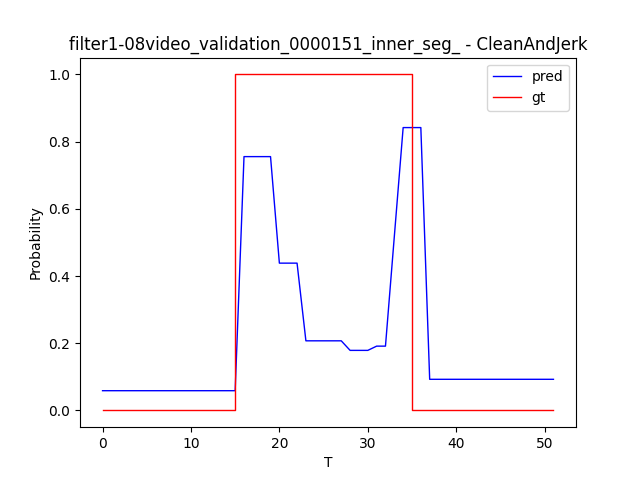 filter1-08video_validation_0000151_inner_seg_ - CleanAndJerk
pred
gt
1.0
0.8
0.6
0.4
0.2
0.0
Probability
0 10 20 30 40 50
T